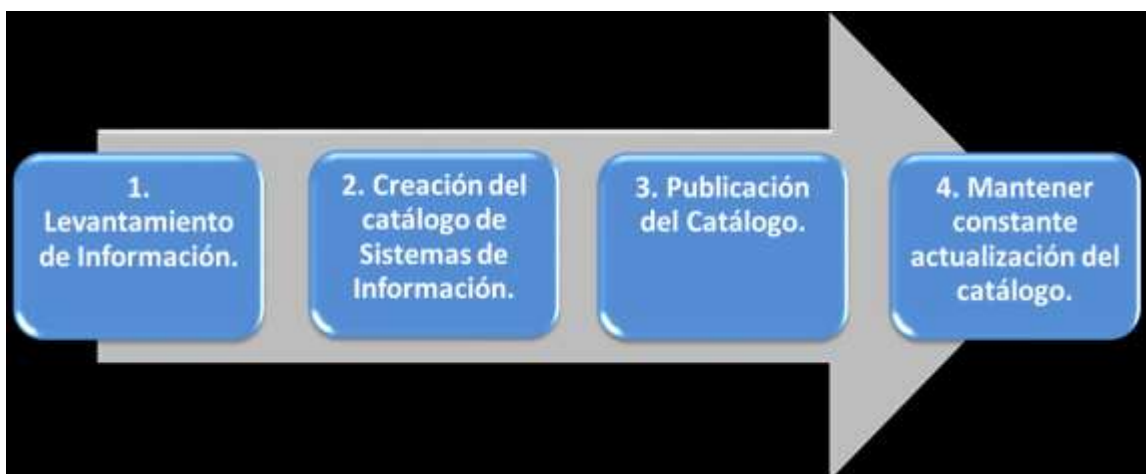 1.
Levantamiento
de Información.
2. Creación del
catálogo de
Sistemas de
Información.
3. Publicación
del Catálogo.
4. Mantener
constante
actualización del
catálogo.